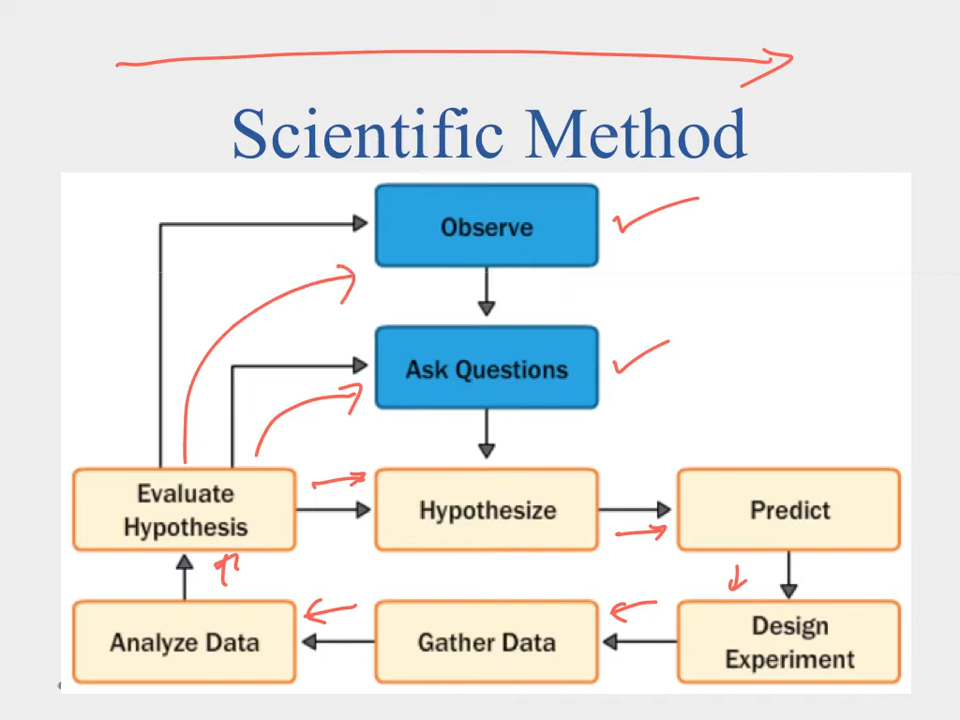 Scientific Method
Observe
Ask Questions
Evaluate
Hypothesis
Hypothesize
Predict
Analyze Data
Gather Data
Design
Experiment